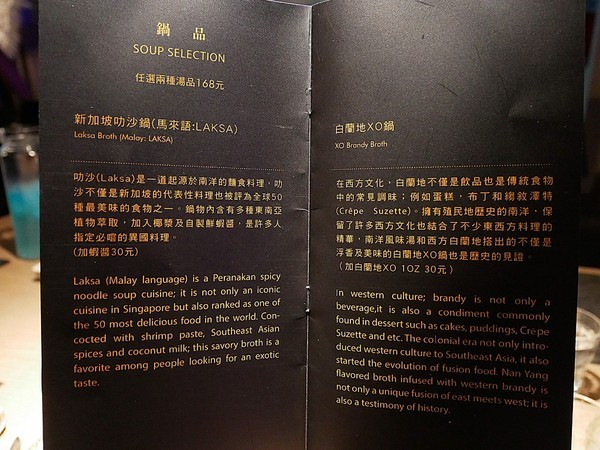 鍋 品
SOUP SELECTION
任選兩種湯品168元
新加坡叻沙鍋(馬來語:LAKSA)
Laksa Broth (Malay: LAKSA)
叻沙(Laksa)是一道起源於南洋的麵食料理，叻
沙不僅是新加坡的代表性料理也被評為全球50
種最美味的食物之一。鍋物內含有多種東南亞
植物萃取，加入椰漿及自製鮮蝦醬，是許多人
指定必嚐的異國料理。
(加蝦醬30元)
Laksa (Malay language) is a Peranakan spicy
noodle soup cuisine; it is not only an iconic
cuisine in Singapore but also ranked as one of
the 50 most delicious food in the world. Con-
cocted with shrimp paste, Southeast Asian
spices and coconut milk; this savory broth is a
favorite among people looking for an exotic
taste.
白蘭地XO鍋
XO Brandy Broth
在西方文化，白蘭地不僅是飲品也是傳統食物
中的常見調味；例如蛋糕，布丁和縐敘澤特
(Crêpe Suzette)。擁有殖民地歷史的南洋，保
留了許多西方文化也結合了不少東西方料理的
精華，南洋風味湯和西方白蘭地搭出的不僅是
浮香及美味的白蘭地XO鍋也是歷史的見證。
(加白蘭地XO 1OZ 30元)
In western culture; brandy is not only a
beverage,it is also a condiment commonly
found in dessert such as cakes, puddings, Crêpe
Suzette and etc. The colonial era not only intro-
duced western culture to Southeast Asia, it also
started the evolution of fusion food. Nan Yang
flavored broth infused with western brandy is
not only a unique fusion of east meets west; it is
also a testimony of history.